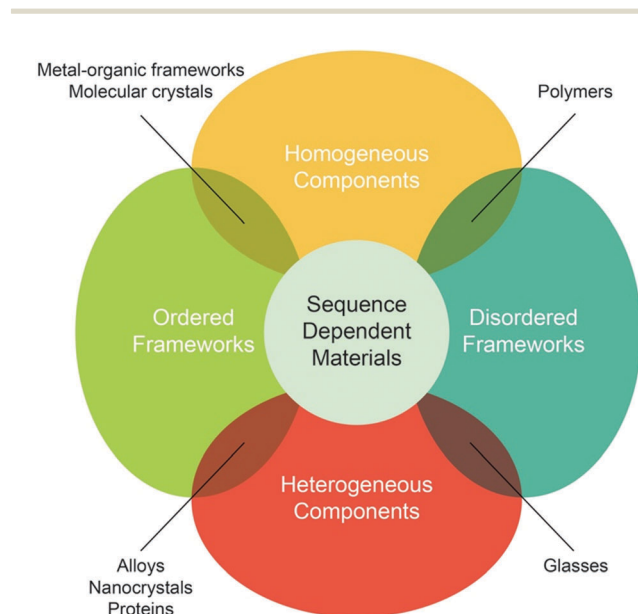 Metal-organic frameworks
Molecular crystals
Polymers
Homogeneous
Components
Ordered
Frameworks
Sequence
Dependent
Materials
Disordered
Frameworks
Heterogeneous
Components
Alloys
Nanocrystals
Proteins
Glasses